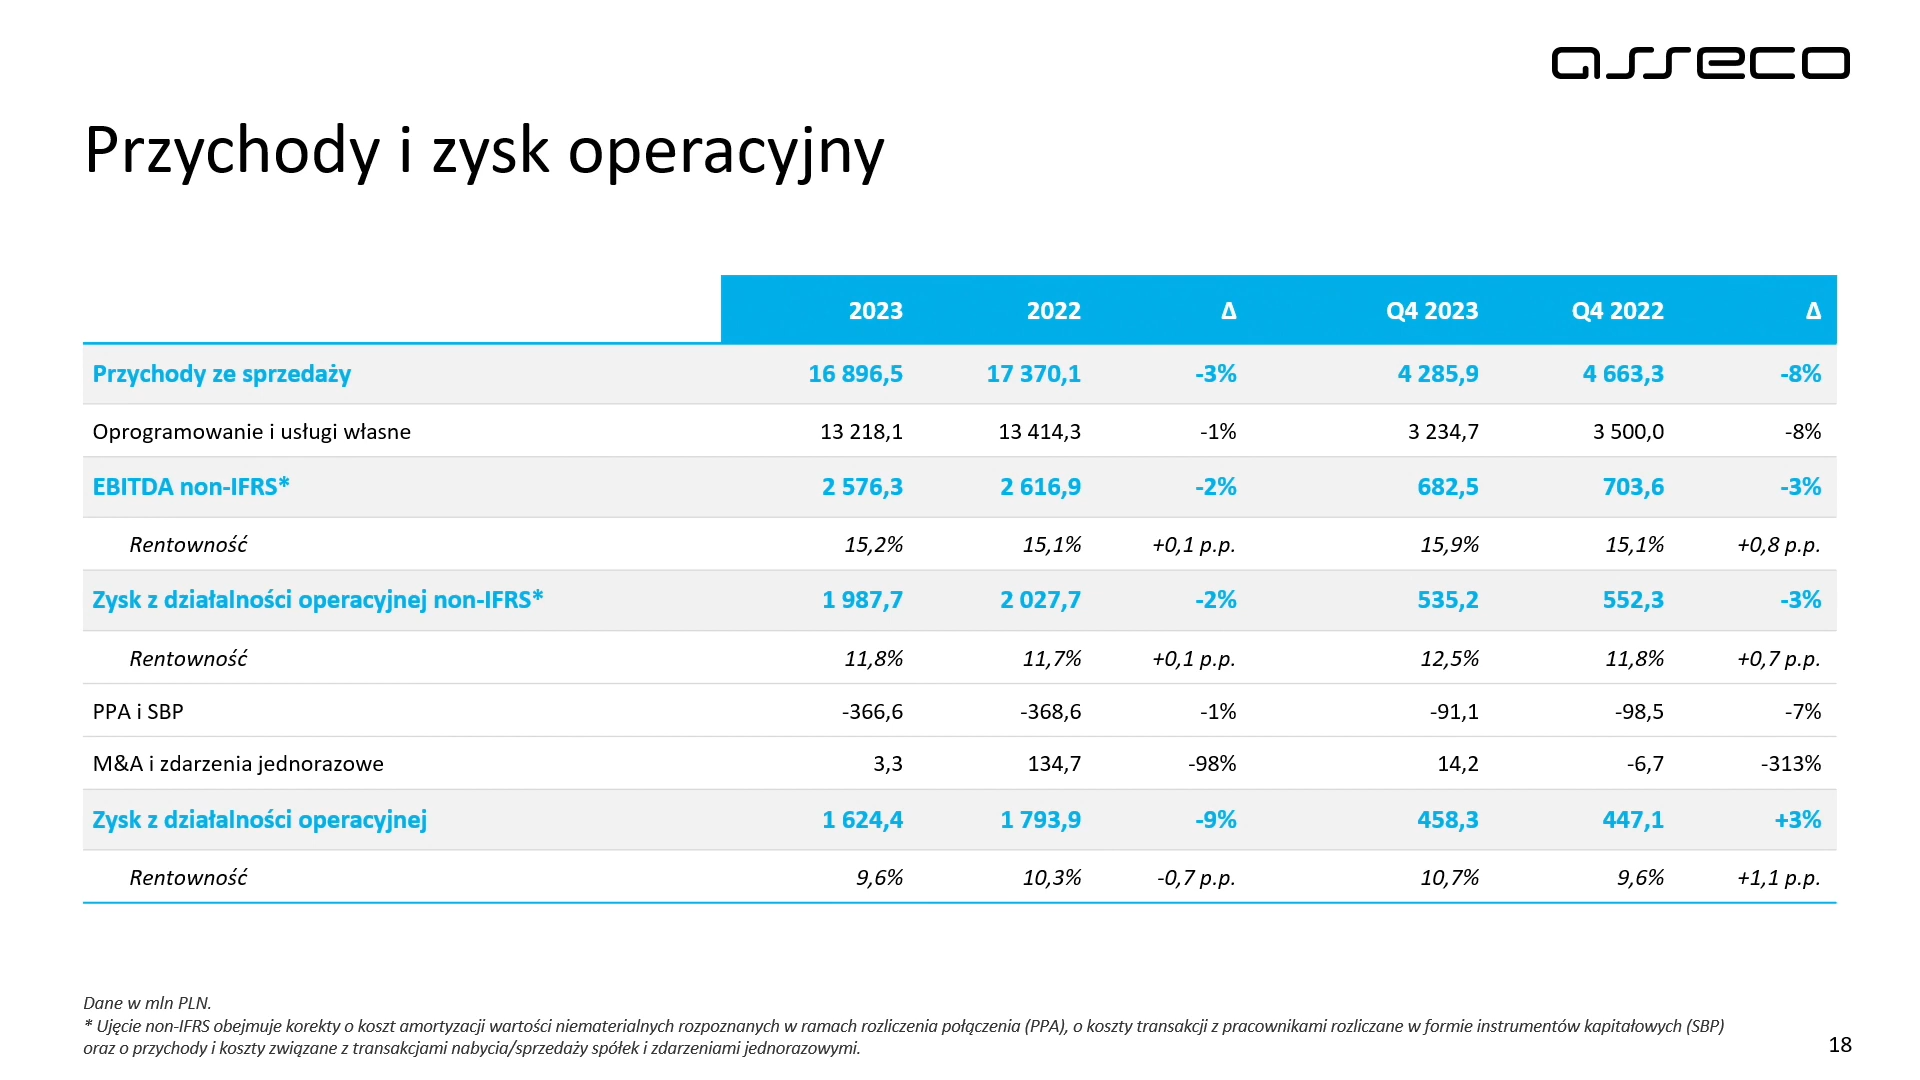 asseco
Przychody i zysk operacyjny
2023 2022 Δ Q4 2023 Q4 2022 Δ
Przychody ze sprzedaży 16 896,5 17 370,1 -3% 4 285,9 4 663,3 -8%
Oprogramowanie i usługi własne 13 218,1 13 414,3 -1% 3 234,7 3 500,0 -8%
EBITDA non-IFRS* 2 576,3 2 616,9 -2% 682,5 703,6 -3%
Rentowność 15,2% 15,1% +0,1 p.p. 15,9% 15,1% +0,8 p.p.
Zysk z działalności operacyjnej non-IFRS* 1 987,7 2 027,7 -2% 535,2 552,3 -3%
Rentowność 11,8% 11,7% +0,1 p.p. 12,5% 11,8% +0,7 p.p.
PPA i SBP -366,6 -368,6 -1% -91,1 -98,5 -7%
M&A i zdarzenia jednorazowe 3,3 134,7 -98% 14,2 -6,7 -313%
Zysk z działalności operacyjnej 1 624,4 1 793,9 -9% 458,3 447,1 +3%
Rentowność 9,6% 10,3% -0,7 p.p. 10,7% 9,6% +1,1 p.p.
Dane w mln PLN.
* Ujęcie non-IFRS obejmuje korekty o koszt amortyzacji wartości niematerialnych rozpoznanych w ramach rozliczenia połączenia (PPA), o koszty transakcji z pracownikami rozliczane w formie instrumentów kapitałowych (SBP)
oraz o przychody i koszty związane z transakcjami nabycia/sprzedaży spółek i zdarzeniami jednorazowymi.
18